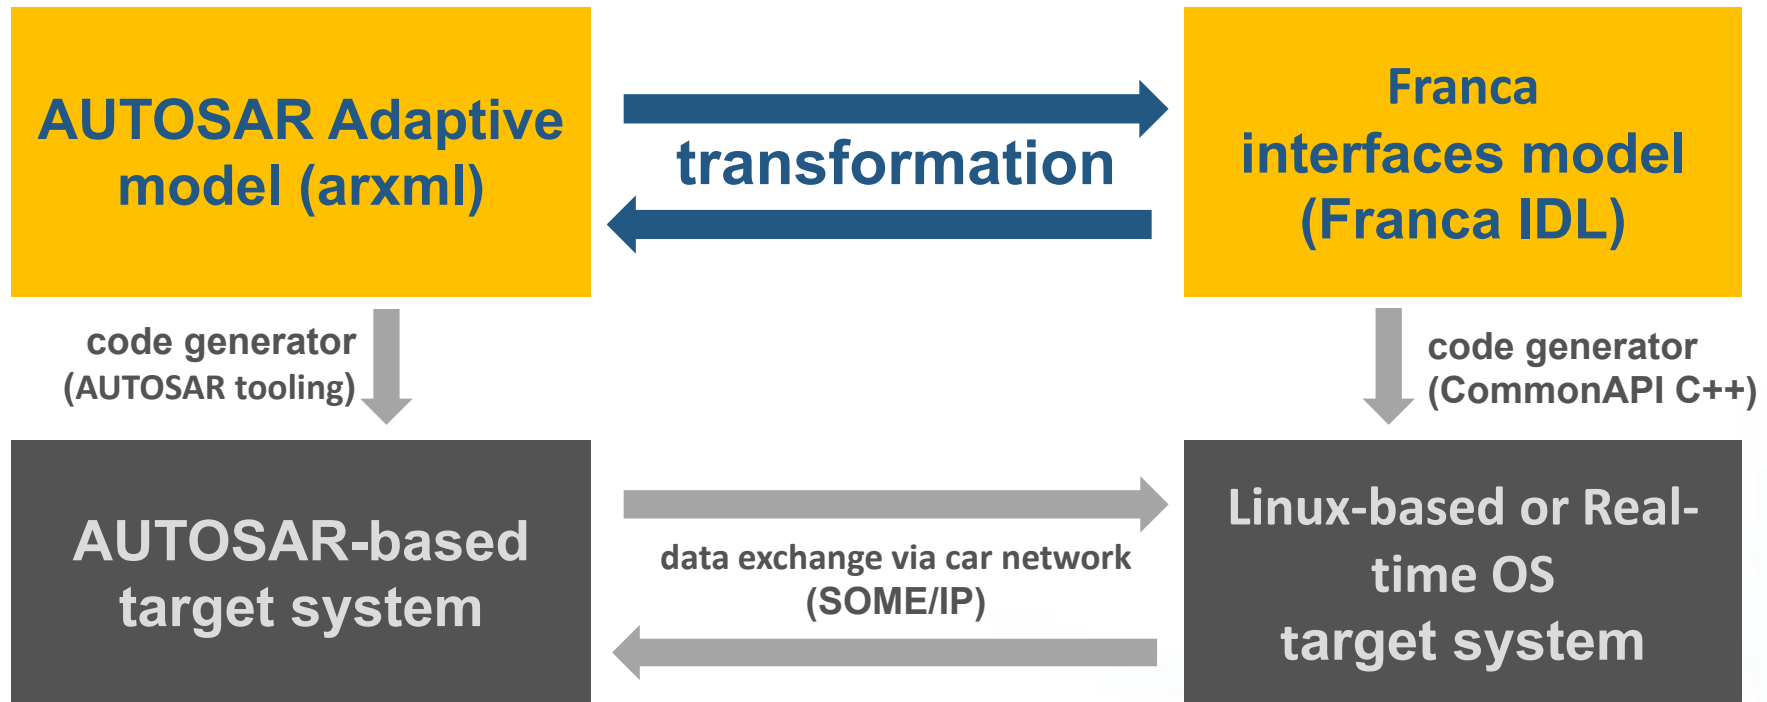 AUTOSAR Adaptive
model (arxml)
transformation
Franca
interfaces model
(Franca IDL)
code generator
(AUTOSAR tooling)
code generator
(CommonAPI C++)
AUTOSAR-based
target system
data exchange via car network
(SOME/IP)
Linux-based or Real-
time OS
target system